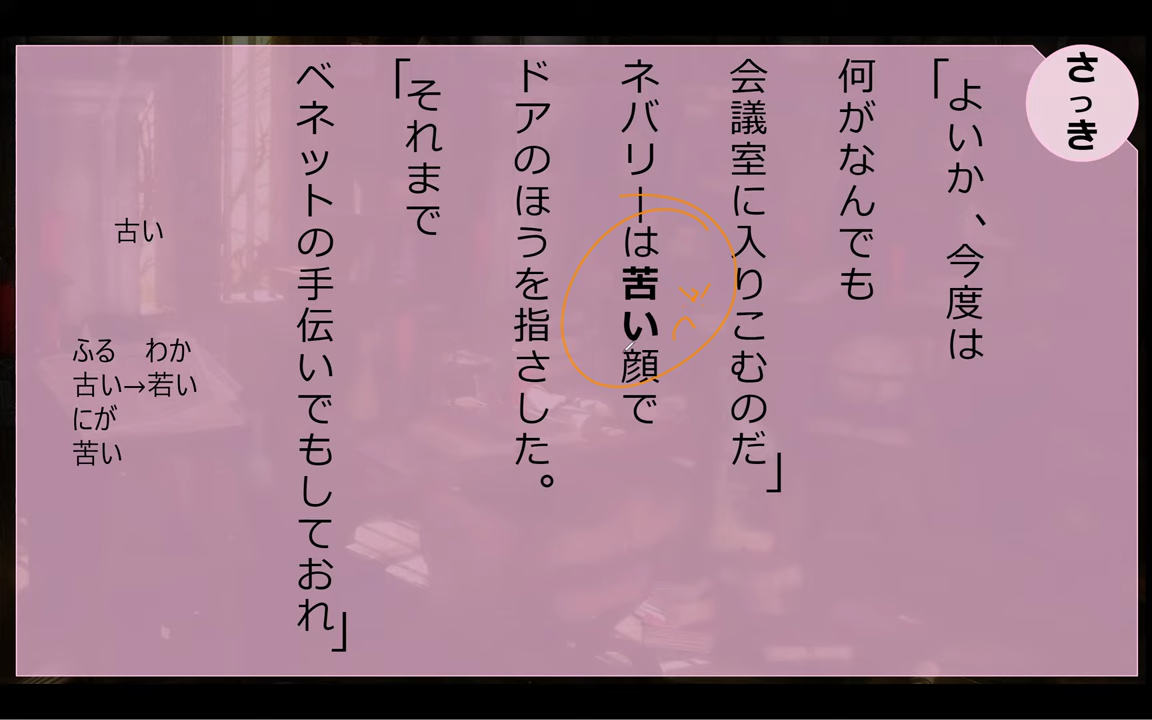 さっき
「よいか、今度は
何がなんでも
会議室に入りこむのだ」
ネバリーは苦い顔で
ドアのほうを指さした。
「それまで
ベネットの手伝いでもしておれ」
古い
ふる わか
古い→若い
にが
苦い